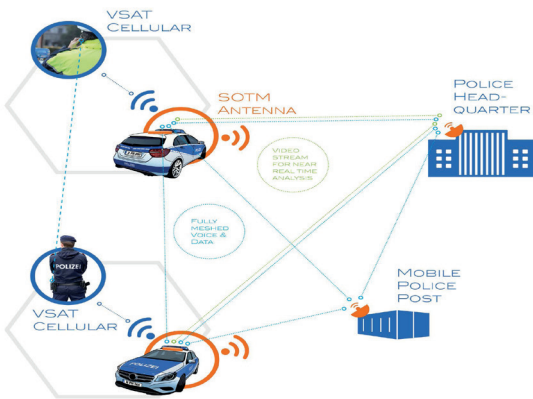 VSAT
CELLULAR
SOTM
ANTENNA
POLICE
HEAD-
QUARTER
VIDEO
STREAM
FOR NEAR
REAL TIME
ANALYSIS
FULLY
MESHED
VOICE &
DATA
POLIZEI
MOBILE
POLICE
POST
VSAT
CELLULAR